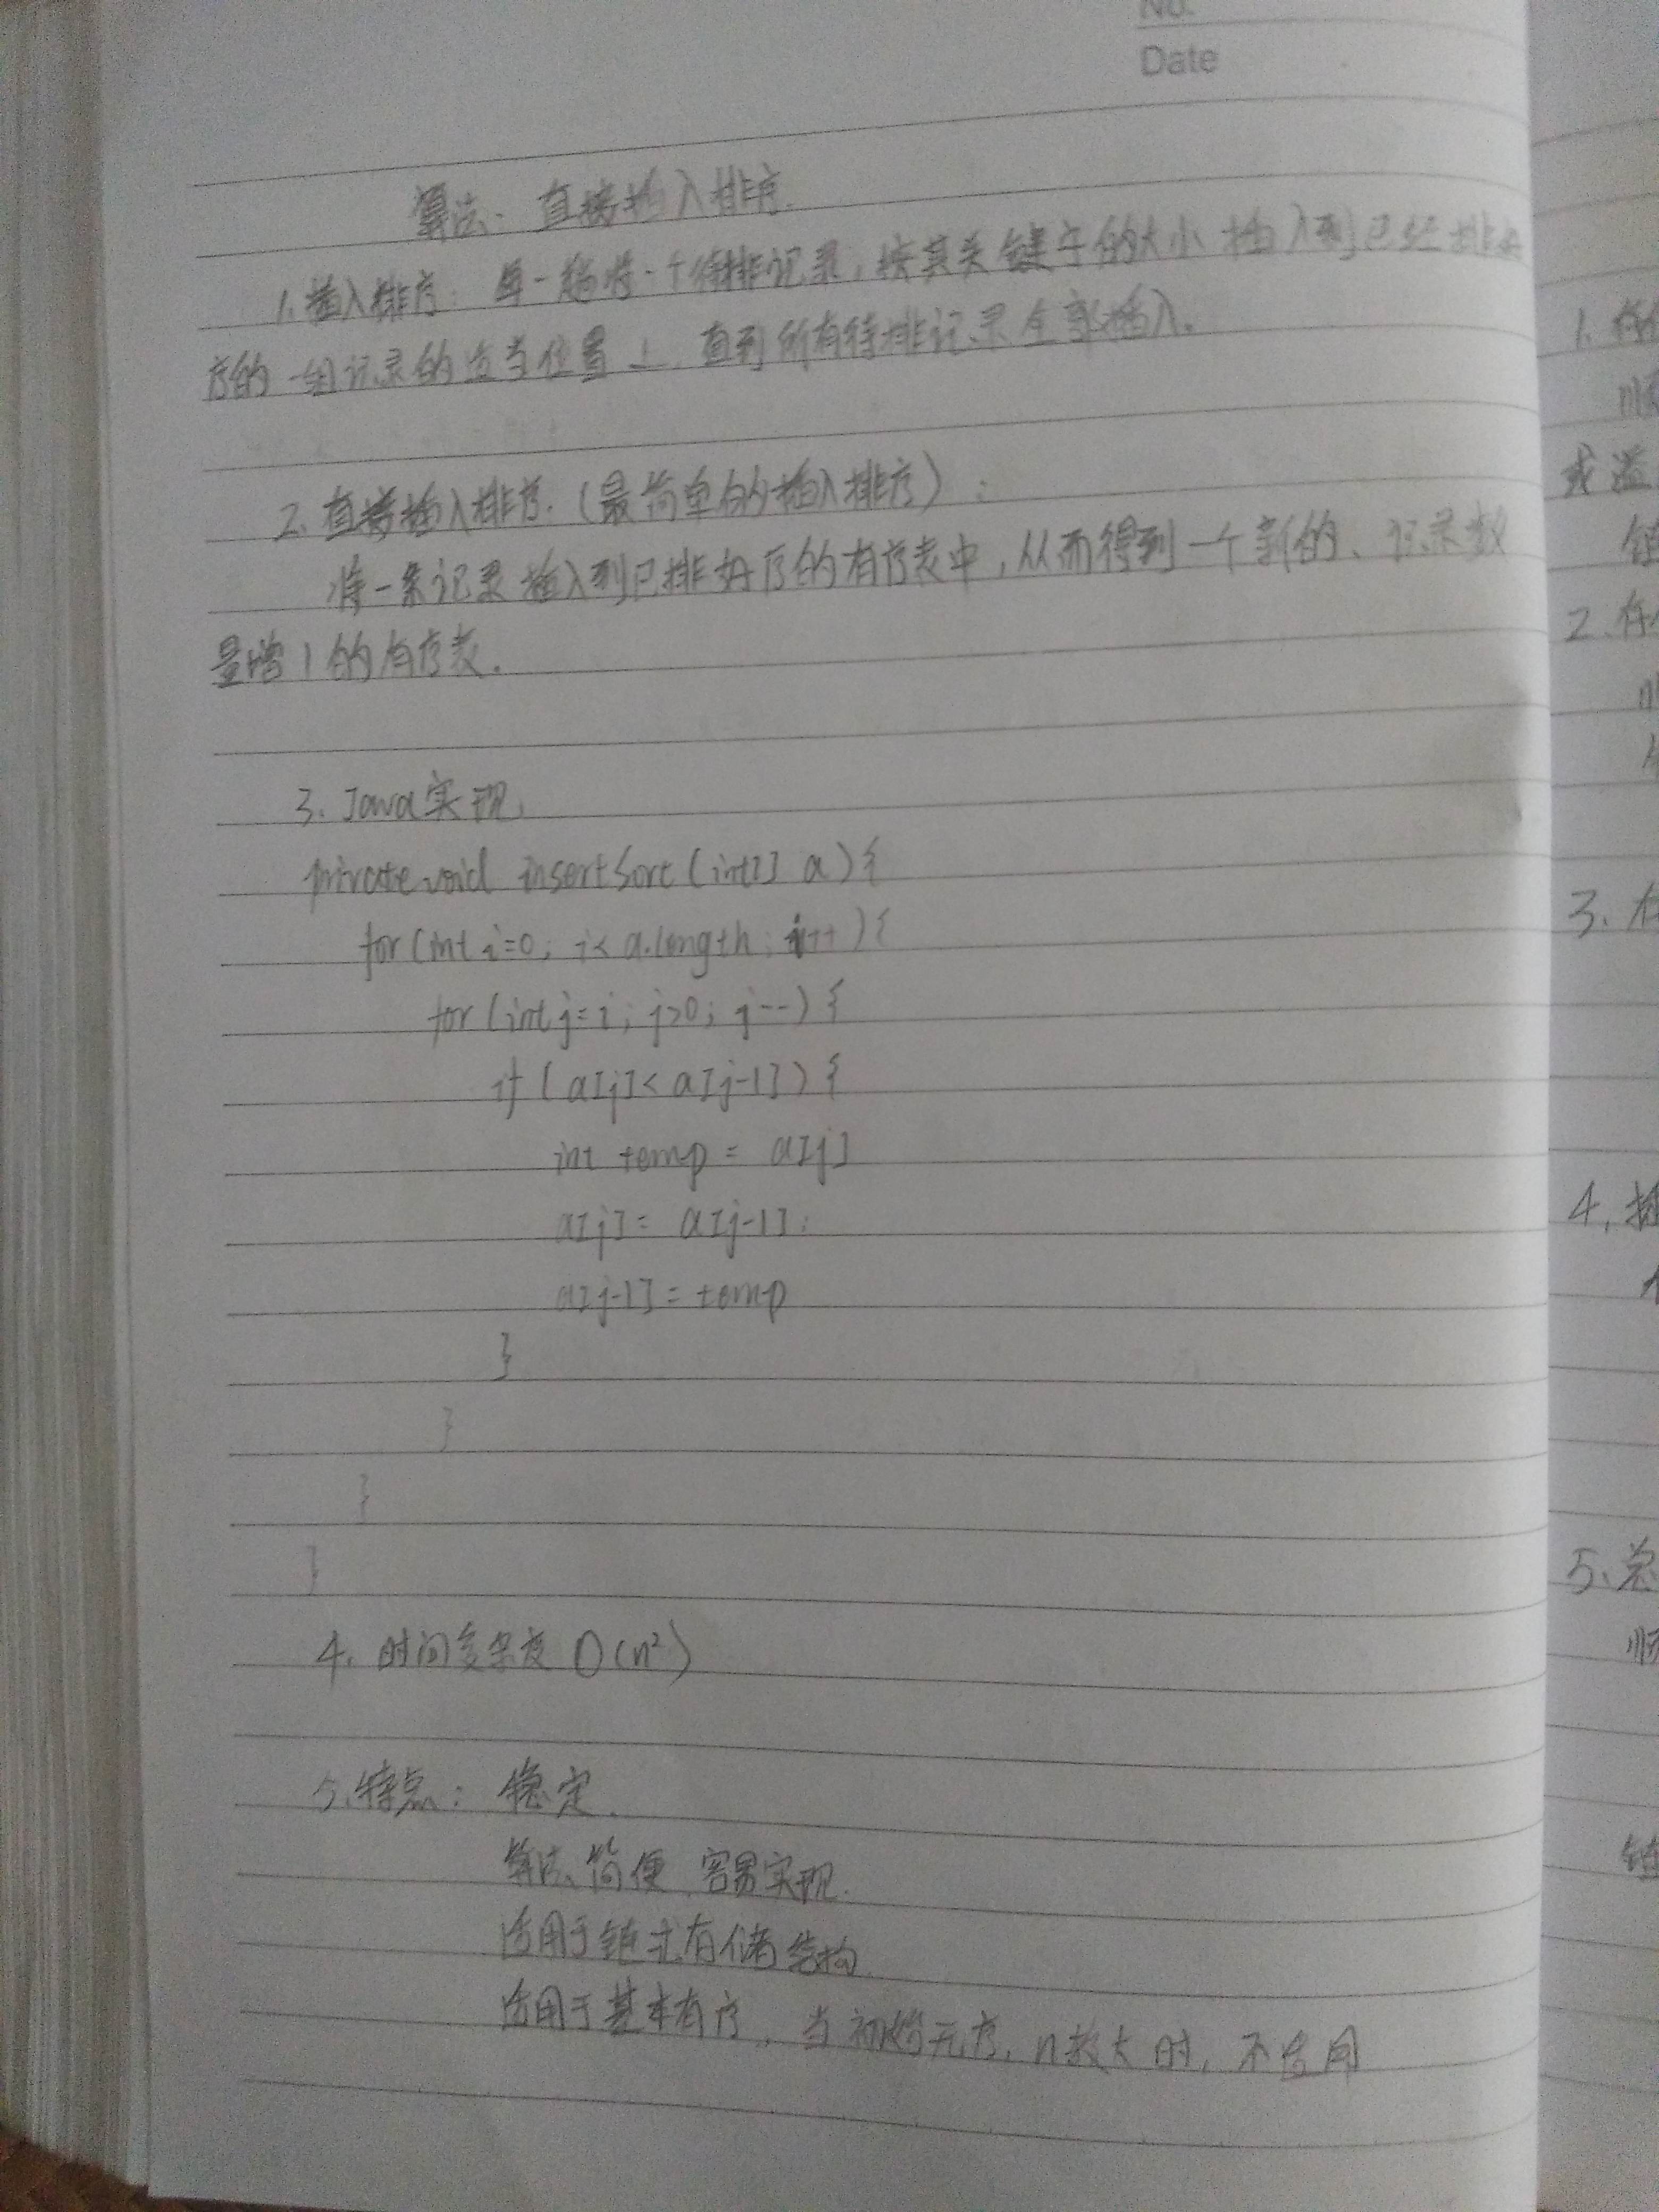 No.
Date
算法: 直接插入排序.
1. 插入排序: 每一趟将一个待排记录,按其关键字的大小插入到已经排好
序的一组记录的适当位置上,直到所有待排记录全部插入.
2. 直接插入排序.(最简单的插入排序):
将一条记录插入到已排好序的有序表中,从而得到一个新的、记录数
量增1的有序表.
3. Java实现,
private void insertSort(int[] a){
for(int i=0; i< a.length; i++){
for(int j=i; j>0; j--){
if(a[j]< a[j-1]){
int temp = a[j]
a[j]= a[j-1];
a[j-1]=temp
}
}
}
}
4. 时间复杂度 O(n²)
5.特点: 稳定.
算法简便,容易实现.
适用于链式存储结构
适用于基本有序,当初始无序,n较大时,不适用
1.
2.
3.
4.
5.